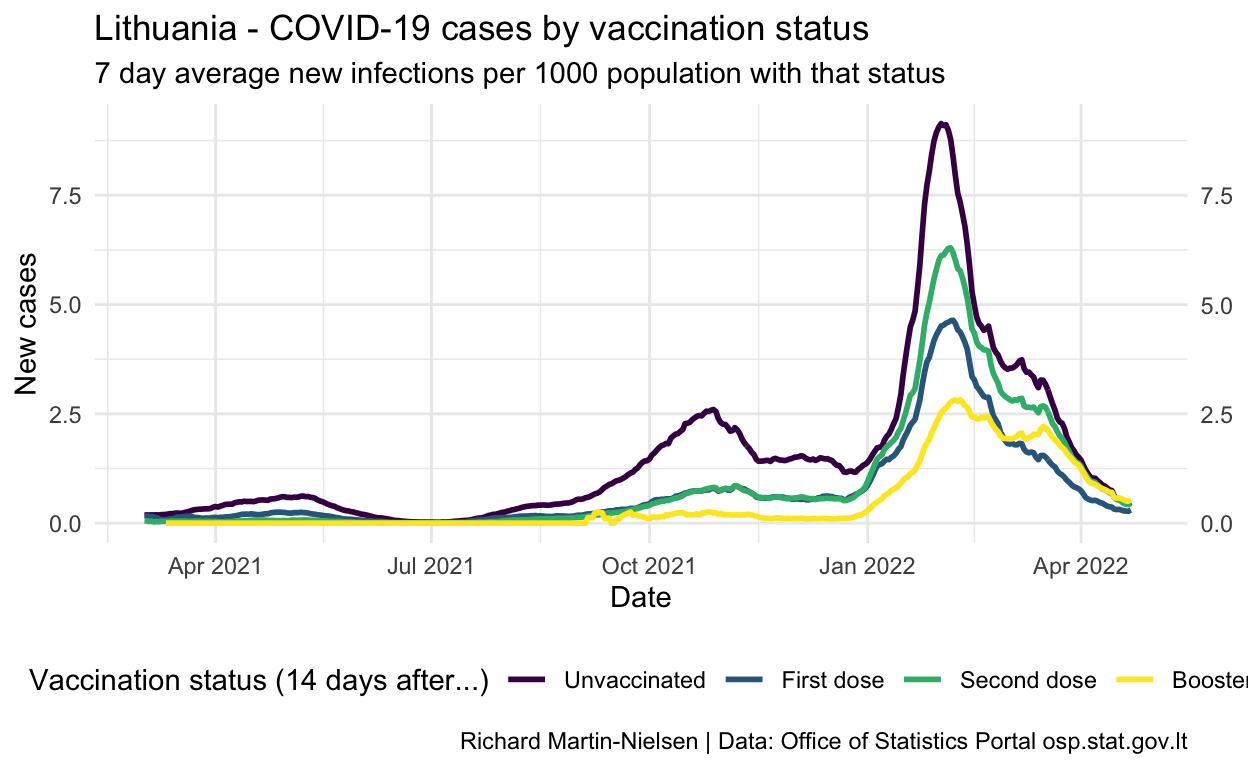 Lithuania - COVID-19 cases by vaccination status
7 day average new infections per 1000 population with that status
New cases
7.5
5.0
2.5
0.0
7.5
5.0
2.5
0.0
Apr 2021 Jul 2021 Oct 2021 Jan 2022 Apr 2022
Date
Vaccination status (14 days after...) Unvaccinated First dose Second dose Booster
Richard Martin-Nielsen | Data: Office of Statistics Portal osp.stat.gov.lt